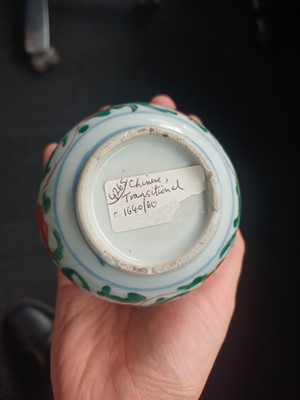 Chinese,
Transitional
c. 1640/60